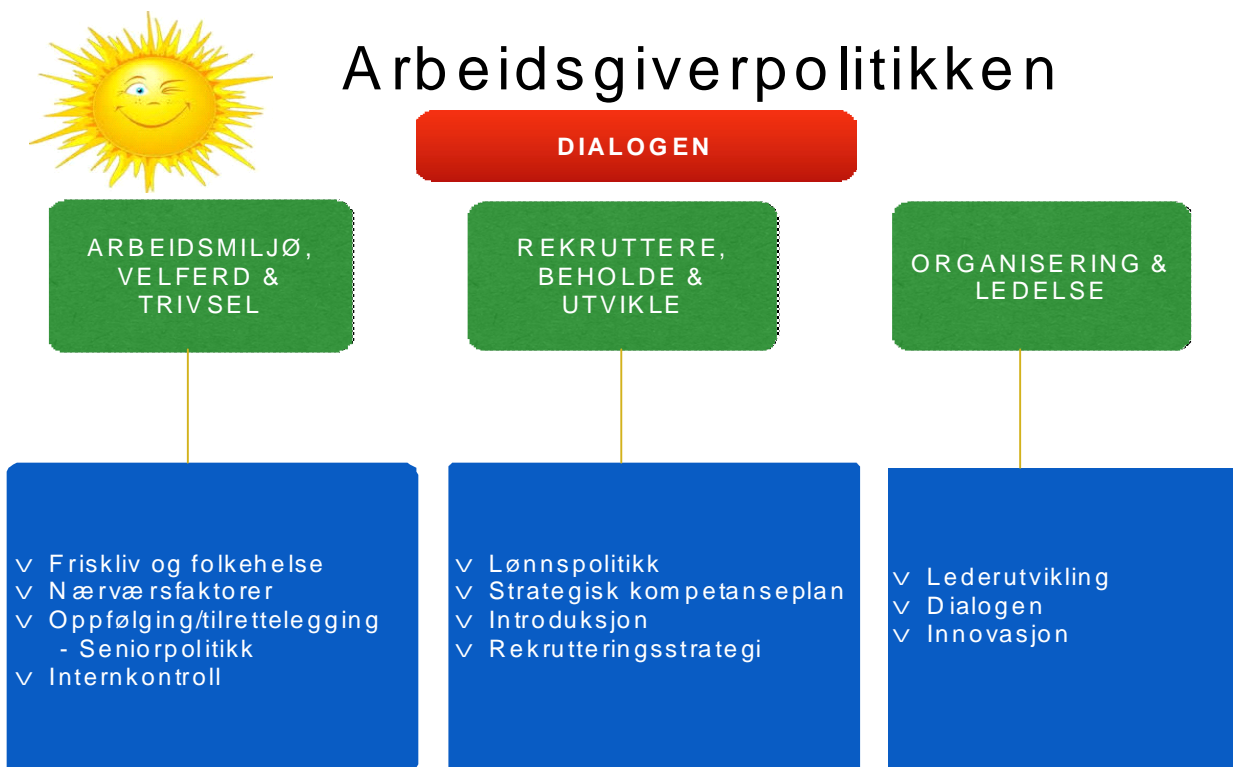 Arbeidsgiverpolitikken
DIALOGEN
ARBEIDSMILJØ,
VELFERD &
TRIVSEL
REKRUTTERE,
BEHOLDE &
UTVIKLE
ORGANISERING &
LEDELSE
v Friskliv og folkehelse
v Nærværsfaktorer
v Oppfølging/tilrettelegging
- Seniorpolitikk
v Internkontroll
v Lønnspolitikk
v Strategisk kompetanseplan
v Introduksjon
v Rekrutteringsstrategi
v Lederutvikling
v Dialogen
v Innovasjon